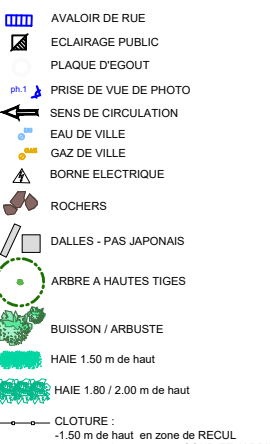 AVALOIR DE RUE
ECLAIRAGE PUBLIC
PLAQUE D'EGOUT
ph.1 PRISE DE VUE DE PHOTO
SENS DE CIRCULATION
EAU DE VILLE
GAZ DE VILLE
BORNE ELECTRIQUE
ROCHERS
DALLES - PAS JAPONAIS
ARBRE A HAUTES TIGES
BUISSON / ARBUSTE
HAIE 1.50 m de haut
HAIE 1.80 / 2.00 m de haut
CLOTURE :
-1.50 m de haut en zone de RECUL